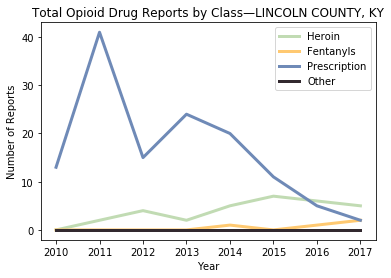 Total Opioid Drug Reports by Class—LINCOLN COUNTY, KY
Heroin
Fentanyls
Prescription
Other
Number of Reports
40
30
20
10
0
2010 2011 2012 2013 2014 2015 2016 2017
Year